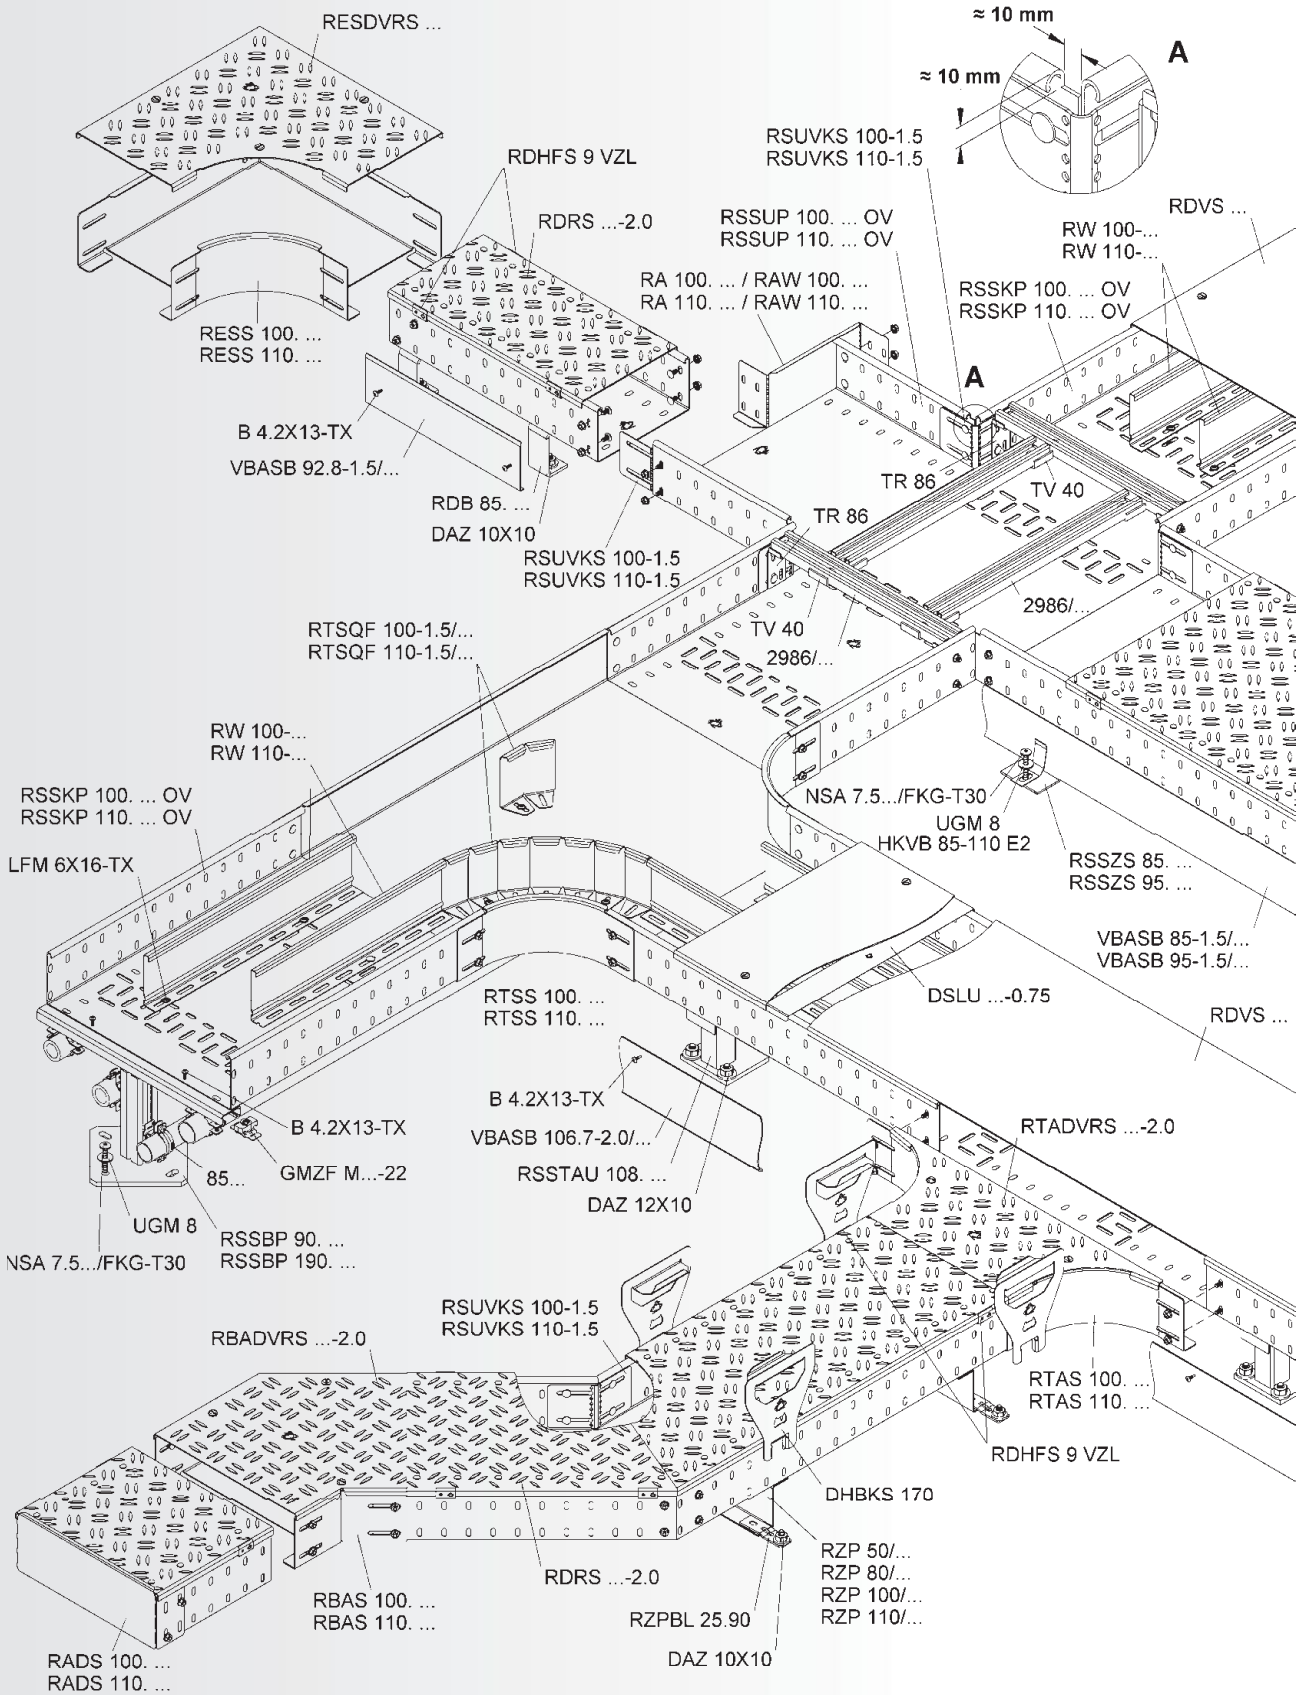 RESDVRS ...
≈ 10 mm
A
≈ 10 mm
RDHFS 9 VZL
RSUVKS 100-1.5
RSUVKS 110-1.5
RDRS ...-2.0
RSSUP 100. ... OV
RSSUP 110. ... OV
RDVS ...
RW 100-...
RW 110-...
RA 100. ... / RAW 100. ...
RA 110. ... / RAW 110. ...
RSSKP 100. ... OV
RSSKP 110. ... OV
RESS 100. ...
RESS 110. ...
A
B 4.2X13-TX
VBASB 92.8-1.5/...
RDB 85. ...
DAZ 10X10
RSUVKS 100-1.5
RSUVKS 110-1.5
TR 86
TV 40
TR 86
2986/...
TV 40
2986/...
RTSQF 100-1.5/...
RTSQF 110-1.5/...
RW 100-...
RW 110-...
RSSKP 100. ... OV
RSSKP 110. ... OV
LFM 6X16-TX
NSA 7.5.../FKG-T30
UGM 8
HKVB 85-110 E2
RSSZS 85. ...
RSSZS 95. ...
VBASB 85-1.5/...
VBASB 95-1.5/...
RTSS 100. ...
RTSS 110. ...
DSLU ...-0.75
RDVS ...
B 4.2X13-TX
VBASB 106.7-2.0/...
RSSTAU 108. ...
DAZ 12X10
RTADVRS ...-2.0
B 4.2X13-TX
GMZF M...-22
85...
UGM 8
RSSBP 90. ...
RSSBP 190. ...
NSA 7.5.../FKG-T30
RSUVKS 100-1.5
RSUVKS 110-1.5
RBADVRS ...-2.0
RTAS 100. ...
RTAS 110. ...
RDHFS 9 VZL
DHBKS 170
RDRS ...-2.0
RZP 50/...
RZP 80/...
RZP 100/...
RZP 110/...
RBAS 100. ...
RBAS 110. ...
RZPBL 25.90
DAZ 10X10
RADS 100. ...
RADS 110. ...